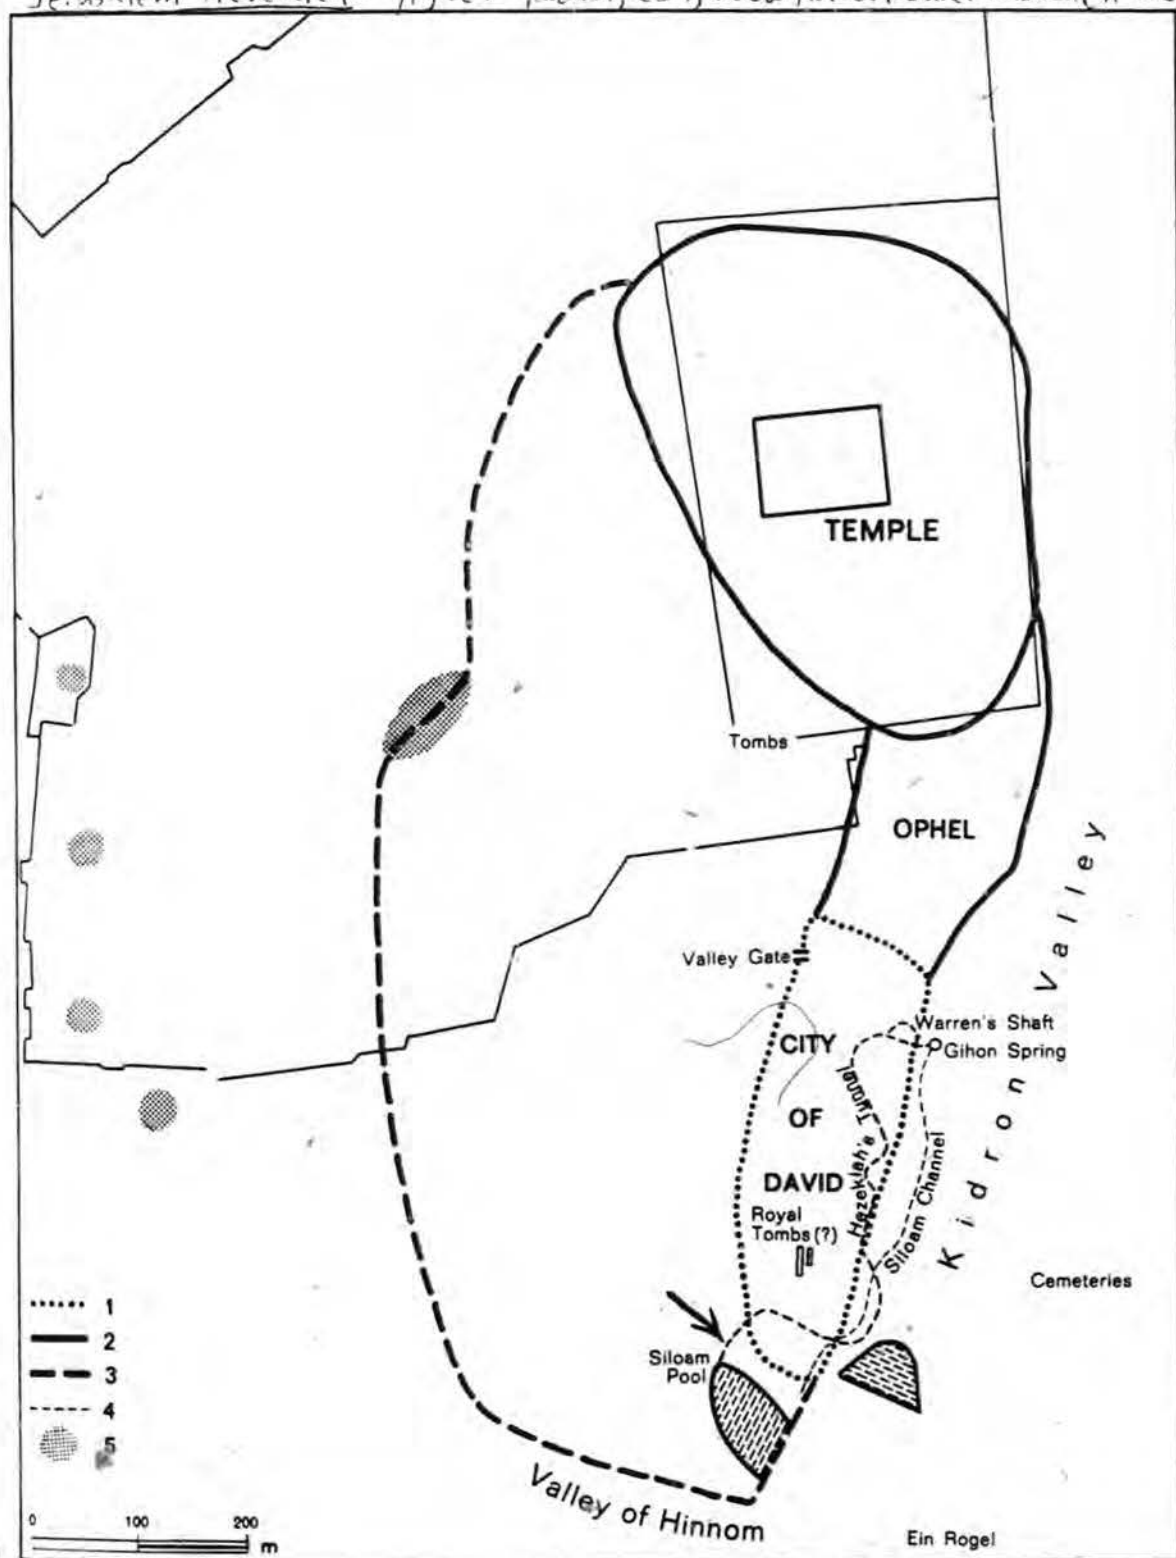 TEMPLE
Tombs
OPHEL
Kidron Valley
Valley Gate
CITY
OF
DAVID
Warren's Shaft
Gihon Spring
Hezekiah's Tunnel
Siloam Channel
Royal
Tombs (?)
Cemeteries
Siloam
Pool
1
2
3
4
5
Valley of Hinnom
0 100 200
m
Ein Rogel